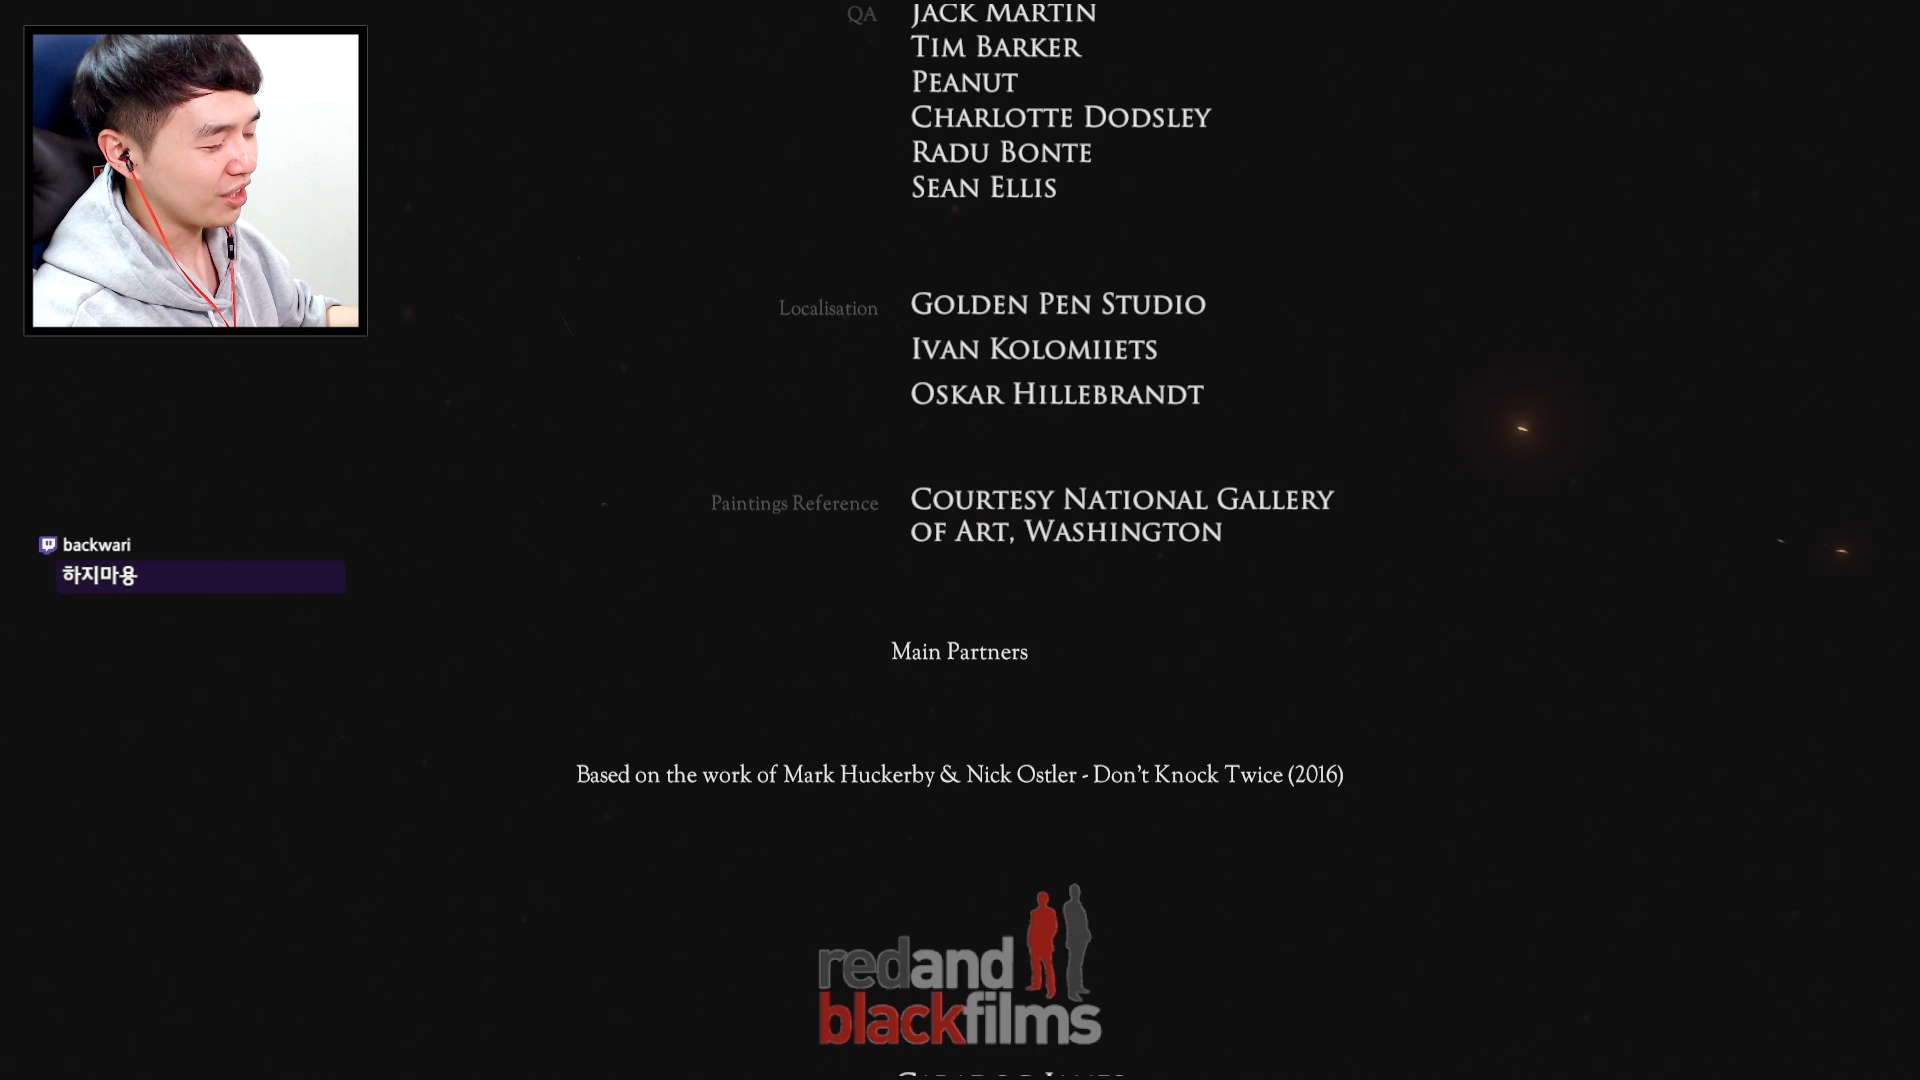 QA
JACK MARTIN
TIM BARKER
PEANUT
CHARLOTTE DODSLEY
RADU BONTE
SEAN ELLIS
Localisation
GOLDEN PEN STUDIO
IVAN KOLOMIIETS
OSKAR HILLEBRANDT
Paintings Reference
COURTESY NATIONAL GALLERY
OF ART, WASHINGTON
backwari
하지마용
Main Partners
Based on the work of Mark Huckerby & Nick Ostler - Don't Knock Twice (2016)
redand
blackfilms